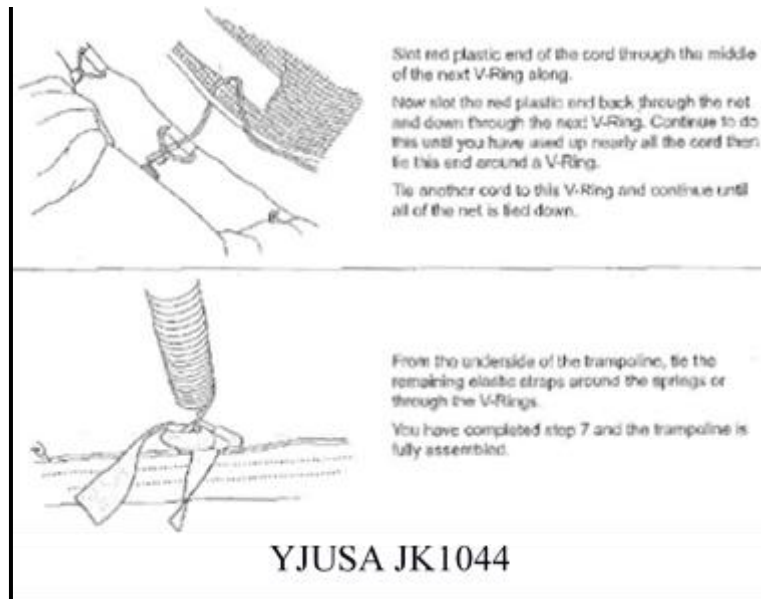 Slot red plastic end of the cord through the middle
of the next V-Ring along.
Now slot the red plastic end back through the net
and down through the next V-Ring. Continue to do
this until you have used up nearly all the cord then
tie this end around a V-Ring.
Tie another cord to this V-Ring and continue until
all of the net is tied down.
From the underside of the trampoline, tie the
remaining elastic straps around the springs or
through the V-Rings.
You have completed step 7 and the trampoline is
fully assembled.
YJUSA JK1044